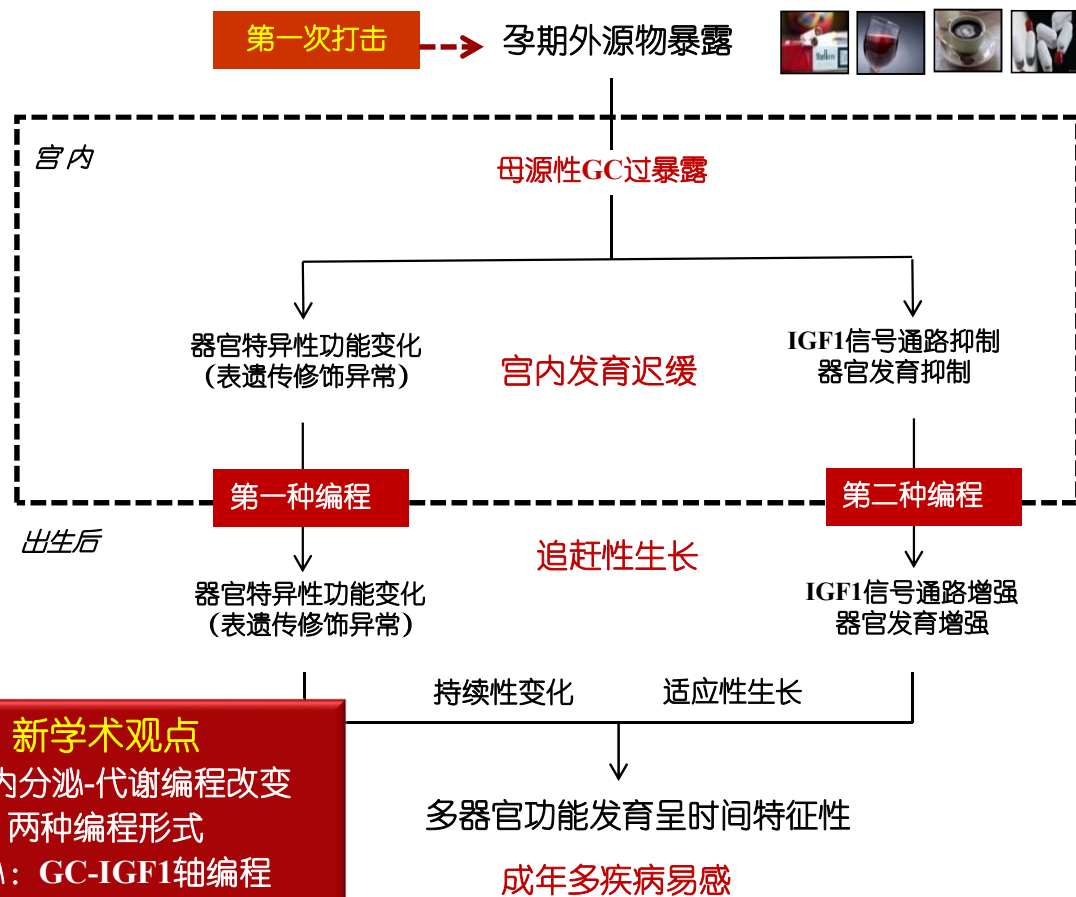 第一次打击
孕期外源物暴露
宫内
母源性GC过暴露
器官特异性功能变化
（表遗传修饰异常）
宫内发育迟缓
IGF1信号通路抑制
器官发育抑制
第一种编程
第二种编程
出生后
追赶性生长
器官特异性功能变化
（表遗传修饰异常）
IGF1信号通路增强
器官发育增强
持续性变化
适应性生长
新学术观点
内分泌-代谢编程改变
两种编程形式
：GC-IGF1轴编程
多器官功能发育呈时间特征性
成年多疾病易感